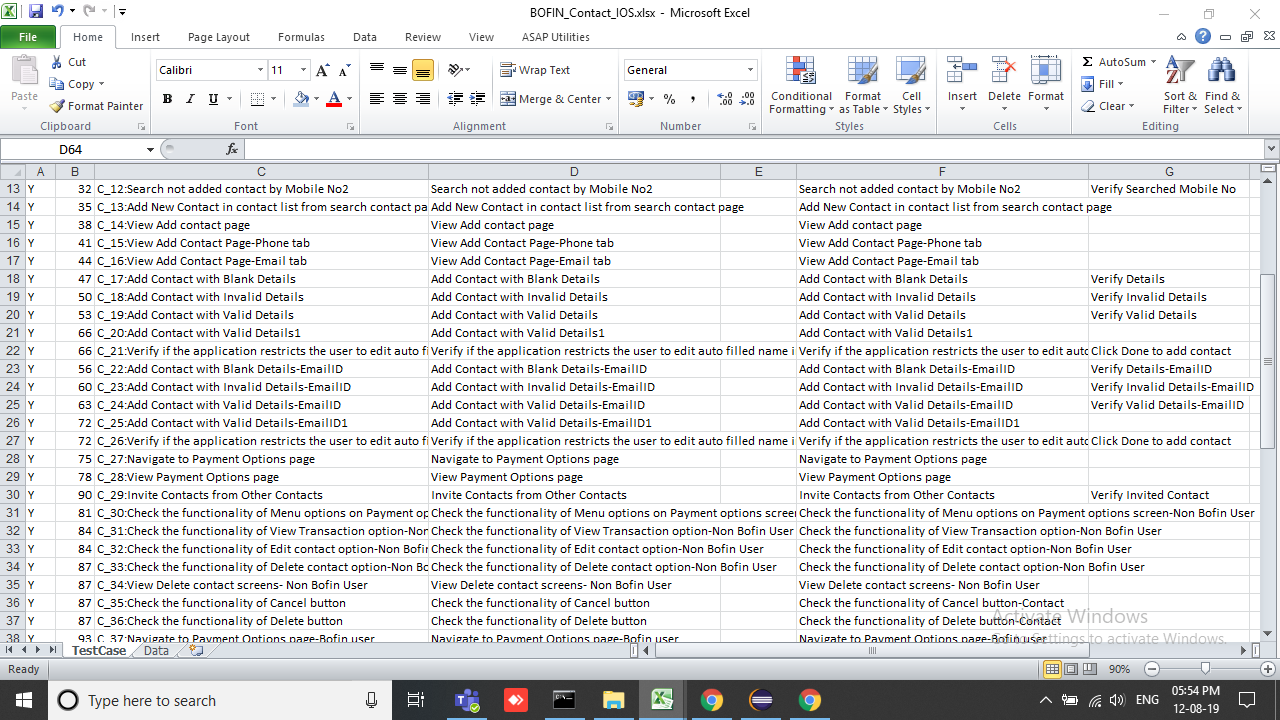 BOFIN_Contact_IOS.xlsx - Microsoft Excel
File Home Insert Page Layout Formulas Data Review View ASAP Utilities
Paste Cut Copy Format Painter Clipboard
Calibri 11 B I U A Font
Wrap Text Merge & Center Alignment
General % , Number
Conditional Formatting Format as Table Cell Styles Styles
Insert Delete Format Cells
Σ AutoSum Fill Clear Sort & Filter Find & Select Editing
D64 fx
A B C D E F G
13 Y 32 C_12:Search not added contact by Mobile No2 Search not added contact by Mobile No2 Search not added contact by Mobile No2 Verify Searched Mobile No
14 Y 35 C_13:Add New Contact in contact list from search contact pa Add New Contact in contact list from search contact page Add New Contact in contact list from search contact page
15 Y 38 C_14:View Add contact page View Add contact page View Add contact page
16 Y 41 C_15:View Add Contact Page-Phone tab View Add Contact Page-Phone tab View Add Contact Page-Phone tab
17 Y 44 C_16:View Add Contact Page-Email tab View Add Contact Page-Email tab View Add Contact Page-Email tab
18 Y 47 C_17:Add Contact with Blank Details Add Contact with Blank Details Add Contact with Blank Details Verify Details
19 Y 50 C_18:Add Contact with Invalid Details Add Contact with Invalid Details Add Contact with Invalid Details Verify Invalid Details
20 Y 53 C_19:Add Contact with Valid Details Add Contact with Valid Details Add Contact with Valid Details Verify Valid Details
21 Y 66 C_20:Add Contact with Valid Details1 Add Contact with Valid Details1 Add Contact with Valid Details1
22 Y 66 C_21:Verify if the application restricts the user to edit auto fi Verify if the application restricts the user to edit auto filled name i Verify if the application restricts the user to edit auto Click Done to add contact
23 Y 56 C_22:Add Contact with Blank Details-EmailID Add Contact with Blank Details-EmailID Add Contact with Blank Details-EmailID Verify Details-EmailID
24 Y 60 C_23:Add Contact with Invalid Details-EmailID Add Contact with Invalid Details-EmailID Add Contact with Invalid Details-EmailID Verify Invalid Details-EmailID
25 Y 63 C_24:Add Contact with Valid Details-EmailID Add Contact with Valid Details-EmailID Add Contact with Valid Details-EmailID Verify Valid Details-EmailID
26 Y 72 C_25:Add Contact with Valid Details-EmailID1 Add Contact with Valid Details-EmailID1 Add Contact with Valid Details-EmailID1
27 Y 72 C_26:Verify if the application restricts the user to edit auto fi Verify if the application restricts the user to edit auto filled name i Verify if the application restricts the user to edit auto Click Done to add contact
28 Y 75 C_27:Navigate to Payment Options page Navigate to Payment Options page Navigate to Payment Options page
29 Y 78 C_28:View Payment Options page View Payment Options page View Payment Options page
30 Y 90 C_29:Invite Contacts from Other Contacts Invite Contacts from Other Contacts Invite Contacts from Other Contacts Verify Invited Contact
31 Y 81 C_30:Check the functionality of Menu options on Payment op Check the functionality of Menu options on Payment options screen Check the functionality of Menu options on Payment options screen-Non Bofin User
32 Y 84 C_31:Check the functionality of View Transaction option-Non Check the functionality of View Transaction option-Non Bofin User Check the functionality of View Transaction option-Non Bofin User
33 Y 84 C_32:Check the functionality of Edit contact option-Non Bofi Check the functionality of Edit contact option-Non Bofin User Check the functionality of Edit contact option-Non Bofin User
34 Y 87 C_33:Check the functionality of Delete contact option-Non Bo Check the functionality of Delete contact option-Non Bofin User Check the functionality of Delete contact option-Non Bofin User
35 Y 87 C_34:View Delete contact screens- Non Bofin User View Delete contact screens- Non Bofin User View Delete contact screens- Non Bofin User
36 Y 87 C_35:Check the functionality of Cancel button Check the functionality of Cancel button Check the functionality of Cancel button-Contact
37 Y 87 C_36:Check the functionality of Delete button Check the functionality of Delete button Check the functionality of Delete button-Contact
38 Y 93 C_37:Navigate to Payment Options page-Bofin user Navigate to Payment Options page-Bofin user Navigate to Payment Options page-Bofin user
Activate Windows
Go to Settings to activate Windows.
TestCase Data
Ready 90%
Type here to search ENG 05:54 PM
12-08-19